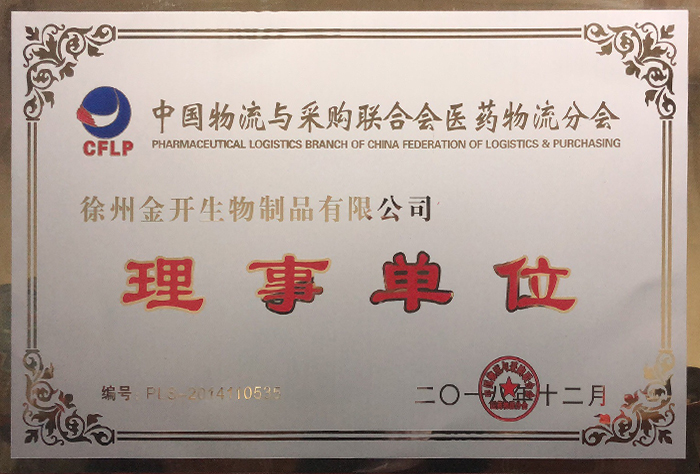 CFLP
中国物流与采购联合会医药物流分会
PHARMACEUTICAL LOGISTICS BRANCH OF CHINA FEDERATION OF LOGISTICS & PURCHASING
徐州金开生物制品有限公司
理事单位
编号: PLS-2014110535
二〇一八年十二月